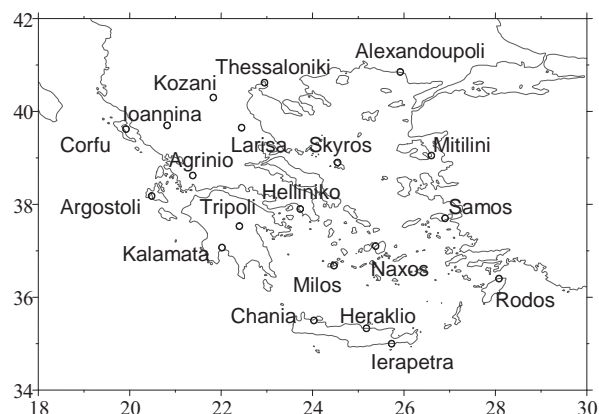 42
Alexandoupoli
Thessaloniki
Kozani
40
Ioannina
Corfu
Larisa
Skyros
Mitilini
Agrinio
Helliniko
38
Argostoli
Tripoli
Samos
Kalamata
Naxos
Milos
36
Rodos
Chania
Heraklio
Ierapetra
34
18
20
22
24
26
28
30